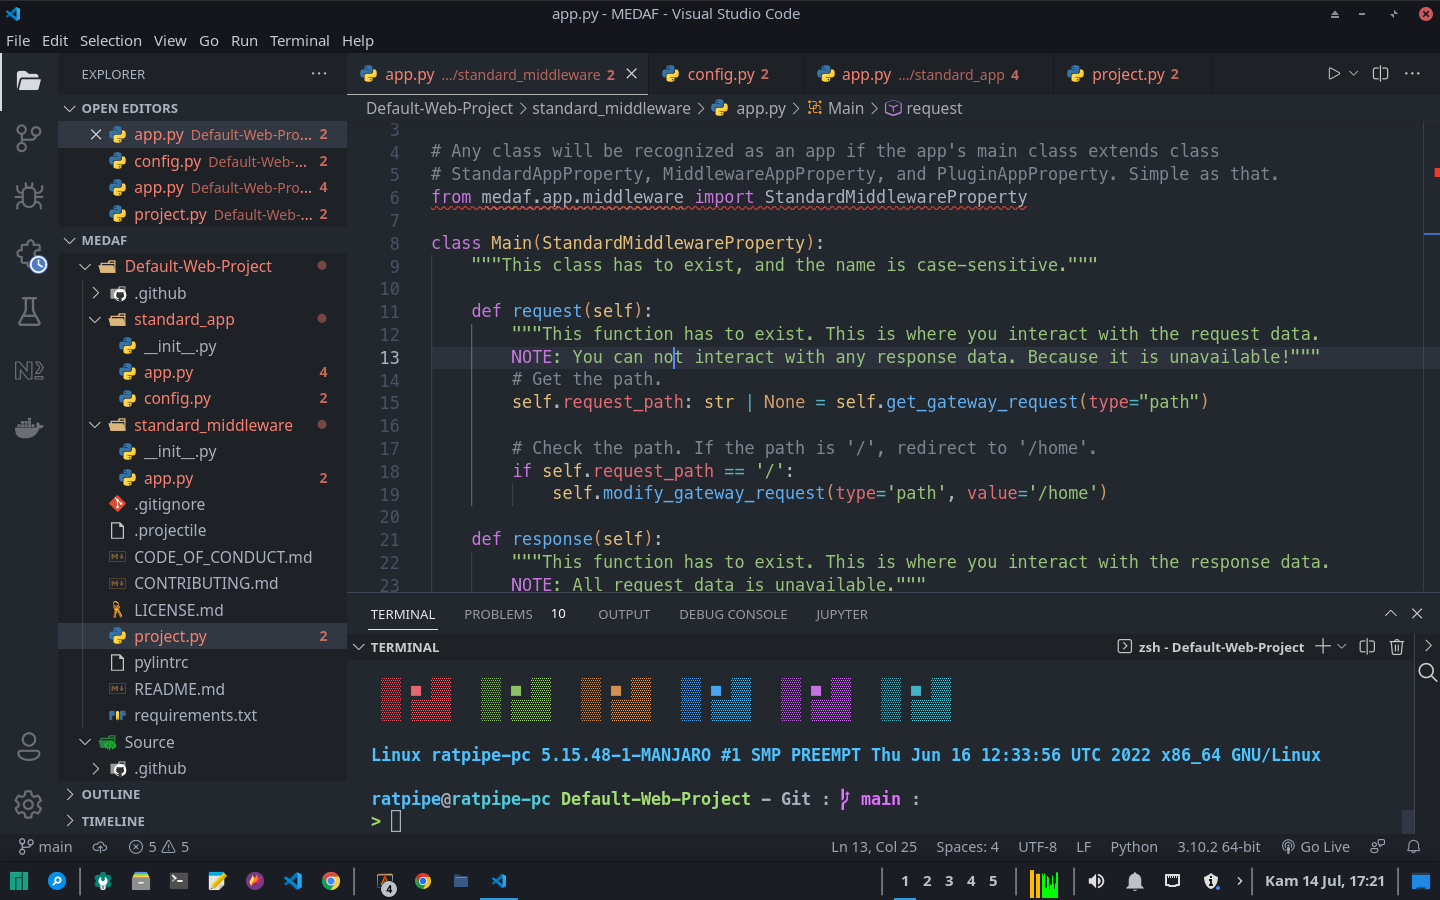 app.py - MEDAF - Visual Studio Code
File Edit Selection View Go Run Terminal Help
EXPLORER ···
OPEN EDITORS
app.py Default-Web-Pro... 2
config.py Default-Web-... 2
app.py Default-Web-Pro... 4
project.py Default-Web-... 2
MEDAF
Default-Web-Project
.github
standard_app
__init__.py
app.py 4
config.py 2
standard_middleware
__init__.py
app.py 2
.gitignore
.projectile
CODE_OF_CONDUCT.md
CONTRIBUTING.md
LICENSE.md
project.py 2
pylintrc
README.md
requirements.txt
Source
.github
OUTLINE
TIMELINE
app.py .../standard_middleware 2
config.py 2
app.py .../standard_app 4
project.py 2
Default-Web-Project > standard_middleware > app.py > Main > request
3
4 # Any class will be recognized as an app if the app's main class extends class
5 # StandardAppProperty, MiddlewareAppProperty, and PluginAppProperty. Simple as that.
6 from medaf.app.middleware import StandardMiddlewareProperty
7
8 class Main(StandardMiddlewareProperty):
9 """This class has to exist, and the name is case-sensitive."""
10
11 def request(self):
12 """This function has to exist. This is where you interact with the request data.
13 NOTE: You can not interact with any response data. Because it is unavailable!"""
14 # Get the path.
15 self.request_path: str | None = self.get_gateway_request(type="path")
16
17 # Check the path. If the path is '/', redirect to '/home'.
18 if self.request_path == '/':
19 self.modify_gateway_request(type='path', value='/home')
20
21 def response(self):
22 """This function has to exist. This is where you interact with the response data.
23 NOTE: All request data is unavailable."""
TERMINAL PROBLEMS 10 OUTPUT DEBUG CONSOLE JUPYTER
TERMINAL
zsh - Default-Web-Project
Linux ratpipe-pc 5.15.48-1-MANJARO #1 SMP PREEMPT Thu Jun 16 12:33:56 UTC 2022 x86_64 GNU/Linux
ratpipe@ratpipe-pc Default-Web-Project - Git : main :
>
main 5 5
Ln 13, Col 25 Spaces: 4 UTF-8 LF Python 3.10.2 64-bit Go Live
4
1 2 3 4 5
Kam 14 Jul, 17:21